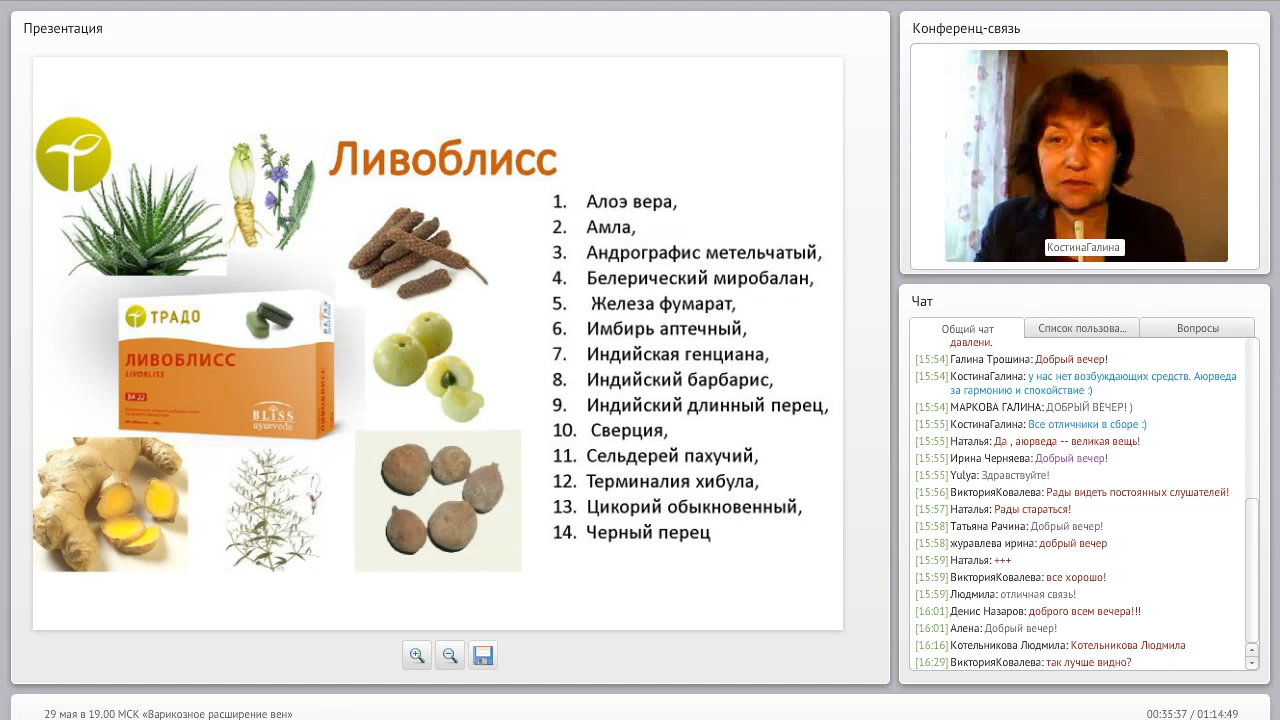 Презентация
Ливоблисс
1. Алоэ вера,
2. Амла,
3. Андрографис метельчатый,
4. Белерический миробалан,
5. Железа фумарат,
6. Имбирь аптечный,
7. Индийская генциана,
8. Индийский барбарис,
9. Индийский длинный перец,
10. Сверция,
11. Сельдерей пахучий,
12. Терминалия хибула,
13. Цикорий обыкновенный,
14. Черный перец
ТРАДО
ЛИВОБЛИСС
LIVOBLISS
ВА 22
BLISS
ayurveda
Конференц-связь
КостинаГалина
Чат
Общий чат
Список пользова...
Вопросы
давлени.
[15:54] Галина Трошина: Добрый вечер!
[15:54] КостинаГалина: у нас нет возбуждающих средств. Аюрведа
за гармонию и спокойствие :)
[15:54] МАРКОВА ГАЛИНА: ДОБРЫЙ ВЕЧЕР! )
[15:55] КостинаГалина: Все отличники в сборе :)
[15:55] Наталья: Да , аюрведа -- великая вещь!
[15:55] Ирина Черняева: Добрый вечер!
[15:55] Yulya: Здравствуйте!
[15:56] ВикторияКовалева: Рады видеть постоянных слушателей!
[15:57] Наталья: Рады стараться!
[15:58] Татьяна Рачина: Добрый вечер!
[15:58] журавлева ирина: добрый вечер
[15:59] Наталья: +++
[15:59] ВикторияКовалева: все хорошо!
[15:59] Людмила: отличная связь!
[16:01] Денис Назаров: доброго всем вечера!!!
[16:01] Алена: Добрый вечер!
[16:16] Котельникова Людмила: Котельникова Людмила
[16:29] ВикторияКовалева: так лучше видно?
29 мая в 19.00 МСК «Варикозное расширение вен»
00:35:37 / 01:14:49